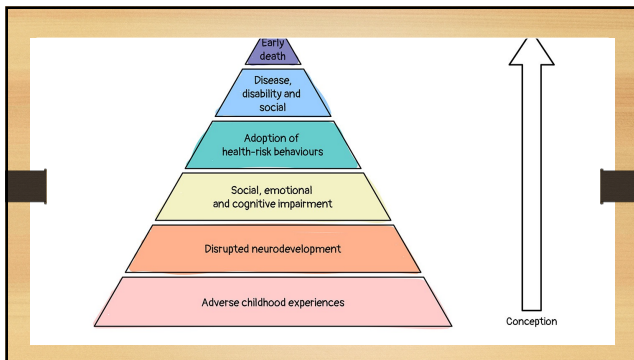 Early
death
Disease,
disability and
social
Adoption of
health-risk behaviours
Social, emotional
and cognitive impairment
Disrupted neurodevelopment
Adverse childhood experiences
Conception